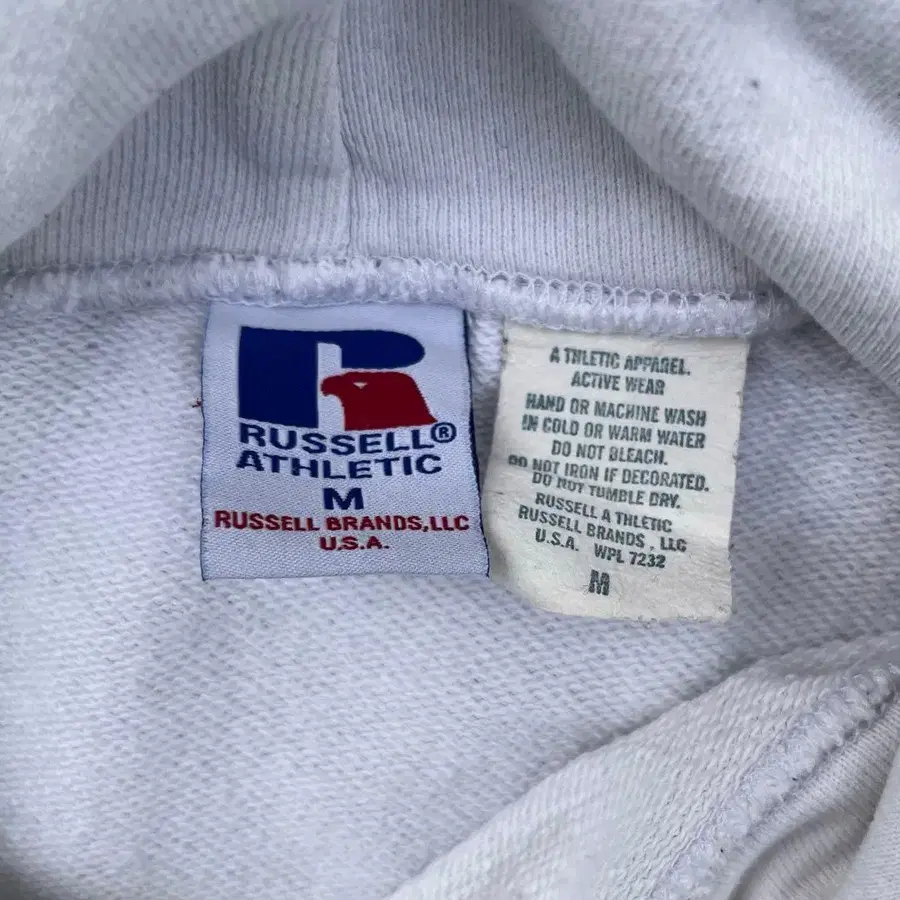 RUSSELL®
ATHLETIC
M
RUSSELL BRANDS,LLC
U.S.A.
A THLETIC APPAREL.
ACTIVE WEAR
HAND OR MACHINE WASH
IN COLD OR WARM WATER
DO NOT BLEACH.
DO NOT IRON IF DECORATED.
DO NOT TUMBLE DRY.
RUSSELL A THLETIC
RUSSELL BRANDS , LLG
U.S.A. WPL 7232
M